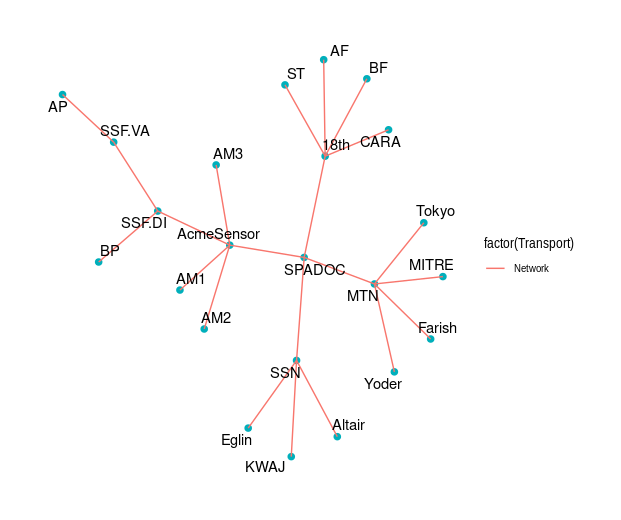 AF
ST
BF
AP
SSF.VA
18th
CARA
AM3
Tokyo
SSF.DI
AcmeSensor
factor(Transport)
BP
MITRE
SPADOC
Network
AM1
MTN
AM2
Farish
SSN
Yoder
Altair
Eglin
KWAJ